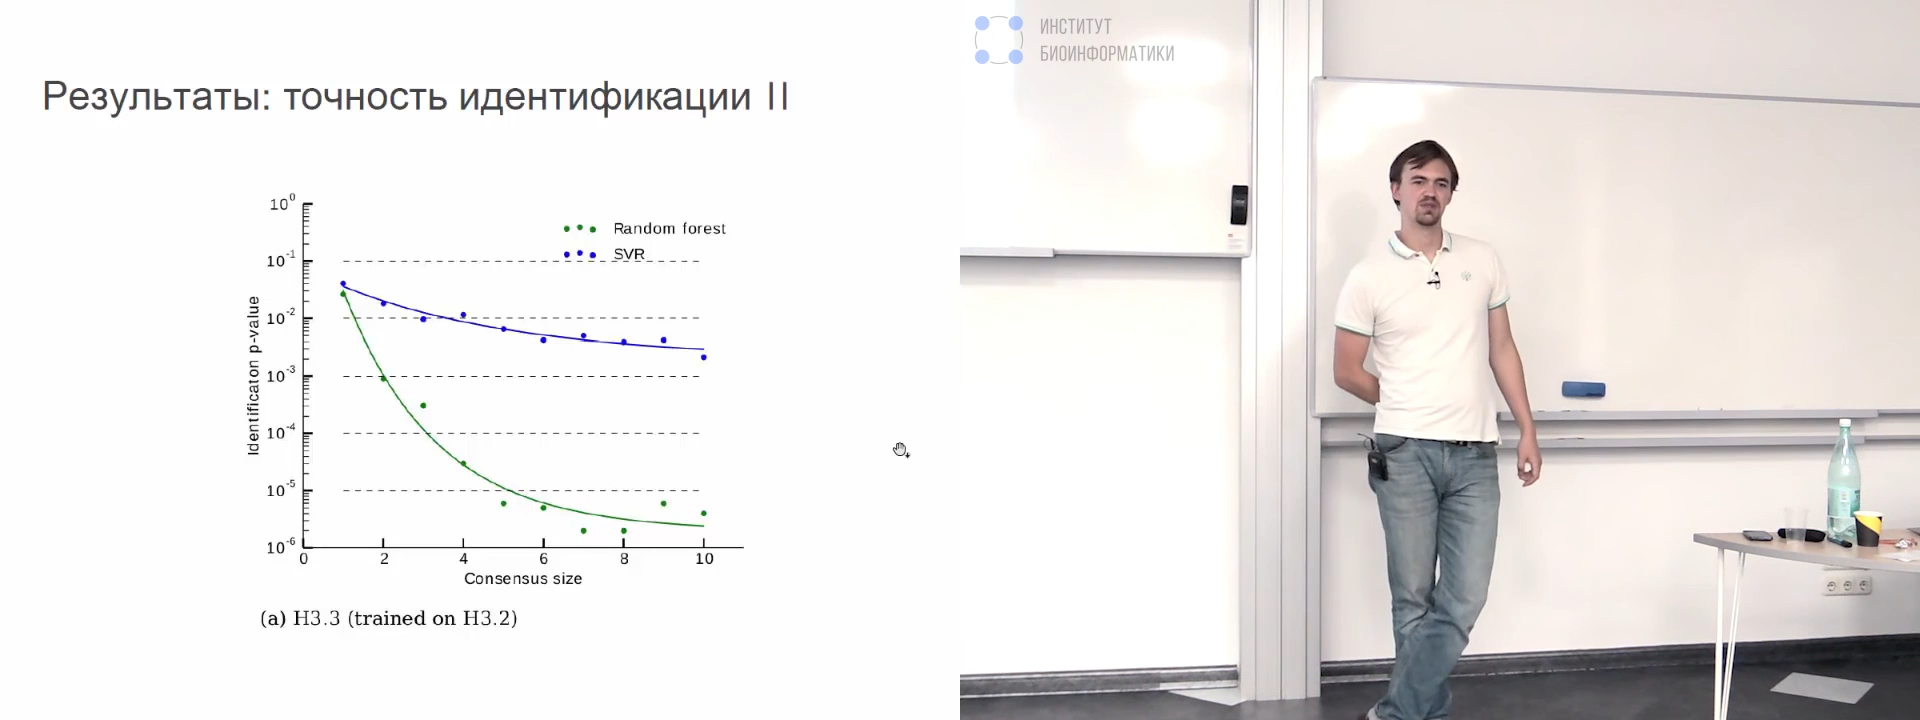 Результаты: точность идентификации II
10^0
10^-1
10^-2
10^-3
10^-4
10^-5
10^-6
Identificaton p-value
Random forest
SVR
0 2 4 6 8 10
Consensus size
(a) H3.3 (trained on H3.2)
ИНСТИТУТ
БИОИНФОРМАТИКИ